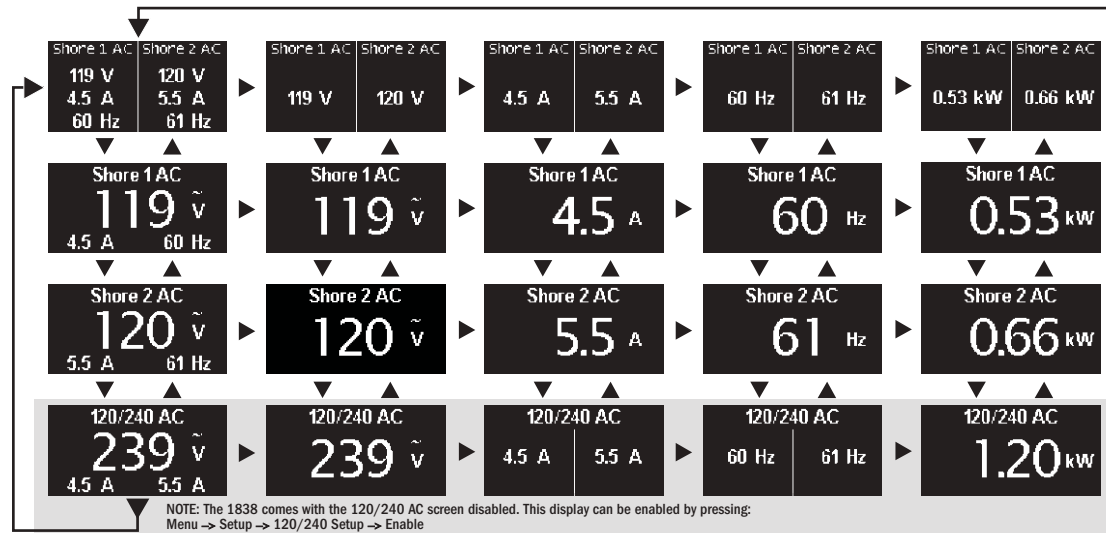 Shore 1 AC Shore 2 AC Shore 1 AC Shore 2 AC Shore 1 AC Shore 2 AC Shore 1 AC Shore 2 AC Shore 1 AC Shore 2 AC
119 V 120 V
4.5 A 5.5 A 119 V 120 V 4.5 A 5.5 A 60 Hz 61 Hz 0.53 kW 0.66 kW
60 Hz 61 Hz
Shore 1 AC Shore 1 AC Shore 1 AC Shore 1 AC Shore 1 AC
119 ṽ 119 ṽ 4.5 A 60 Hz 0.53 kW
4.5 A 60 Hz
Shore 2 AC Shore 2 AC Shore 2 AC Shore 2 AC Shore 2 AC
120 ṽ 120 ṽ 5.5 A 61 Hz 0.66 kW
5.5 A 61 Hz
120/240 AC 120/240 AC 120/240 AC 120/240 AC 120/240 AC
239 ṽ 239 ṽ 4.5 A 5.5 A 60 Hz 61 Hz 1.20 kW
4.5 A 5.5 A
NOTE: The 1838 comes with the 120/240 AC screen disabled. This display can be enabled by pressing:
Menu -> Setup -> 120/240 Setup -> Enable